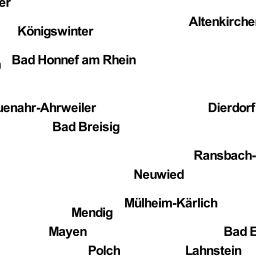 er
Altenkircher
Königswinter
Bad Honnef am Rhein
uenahr-Ahrweiler
Dierdorf
Bad Breisig
Ransbach-
Neuwied
Mülheim-Kärlich
Mendig
Mayen
Bad E
Polch
Lahnstein